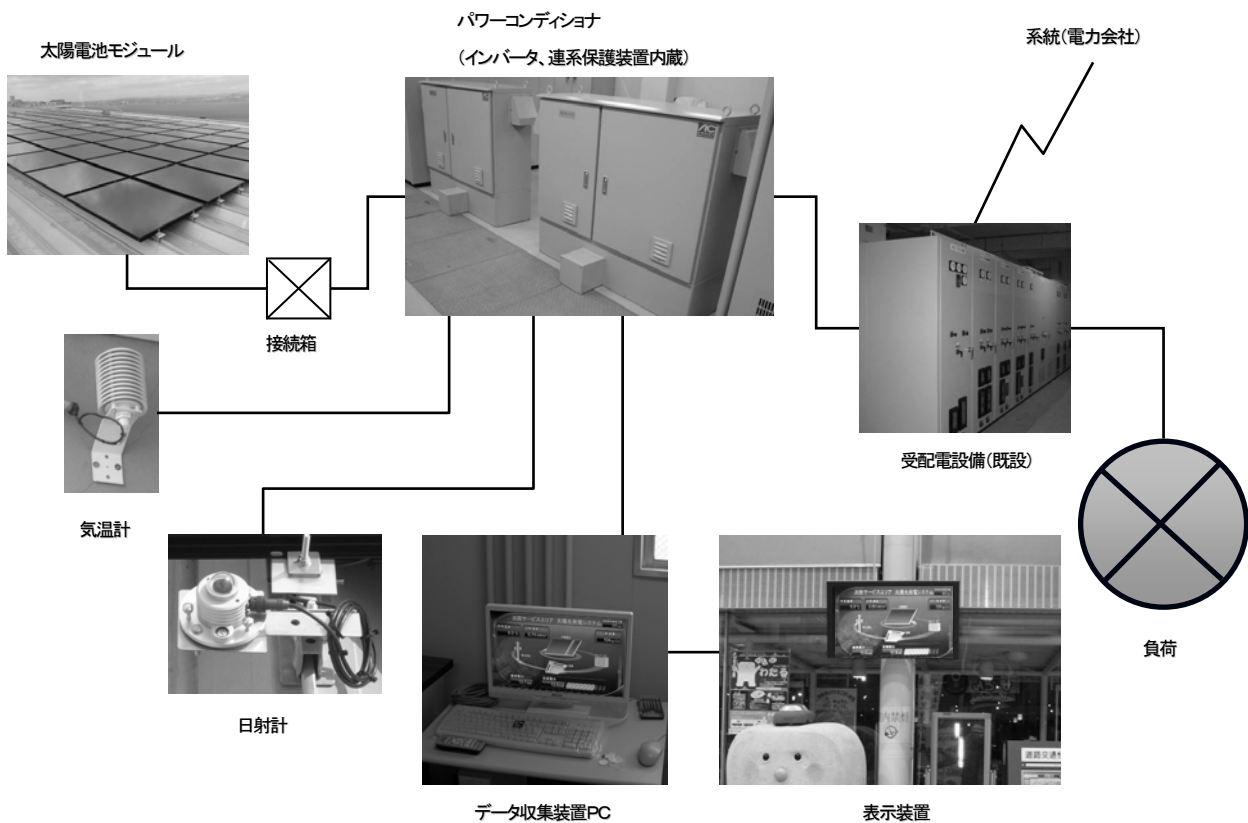 パワーコンディショナ
(インバータ、連系保護装置内蔵)
太陽電池モジュール
系統(電力会社)
接続箱
受配電設備(既設)
気温計
負荷
日射計
データ収集装置PC
表示装置
わたる